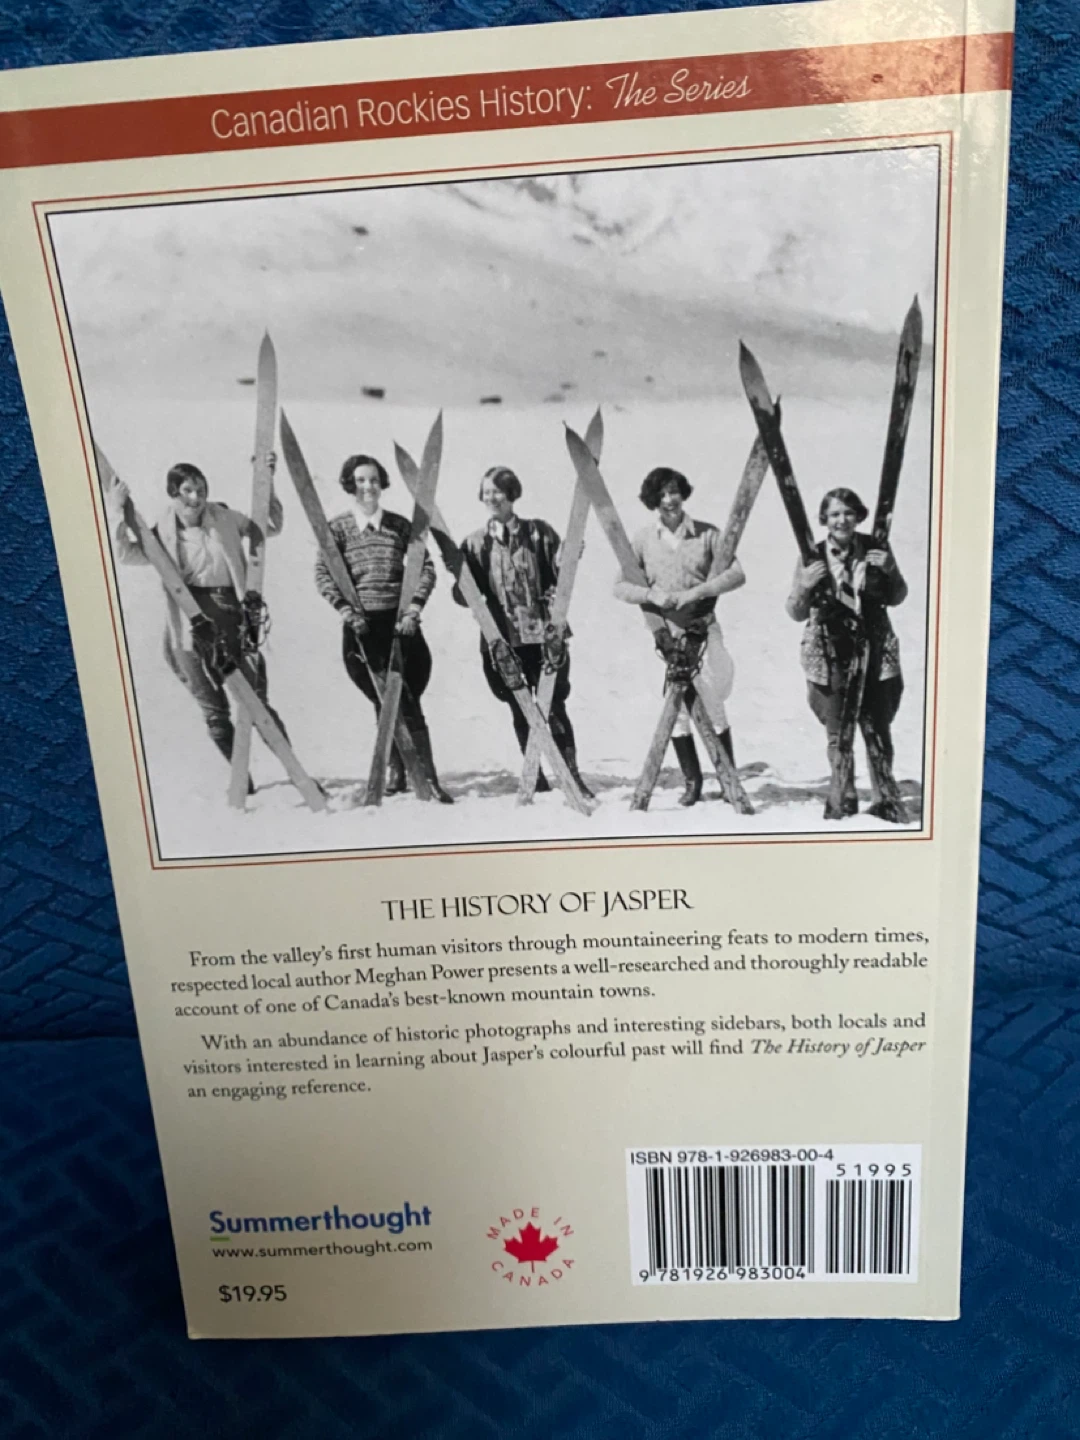 Canadian Rockies History: The Series
THE HISTORY OF JASPER
From the valley's first human visitors through mountaineering feats to modern times,
respected local author Meghan Power presents a well-researched and thoroughly readable
account of one of Canada's best-known mountain towns.
With an abundance of historic photographs and interesting sidebars, both locals and
visitors interested in learning about Jasper's colourful past will find The History of Jasper
an engaging reference.
ISBN 978-1-926983-00-4
51995
9 781926 983004
Summerthought
www.summerthought.com
$19.95
MADE IN
CANADA